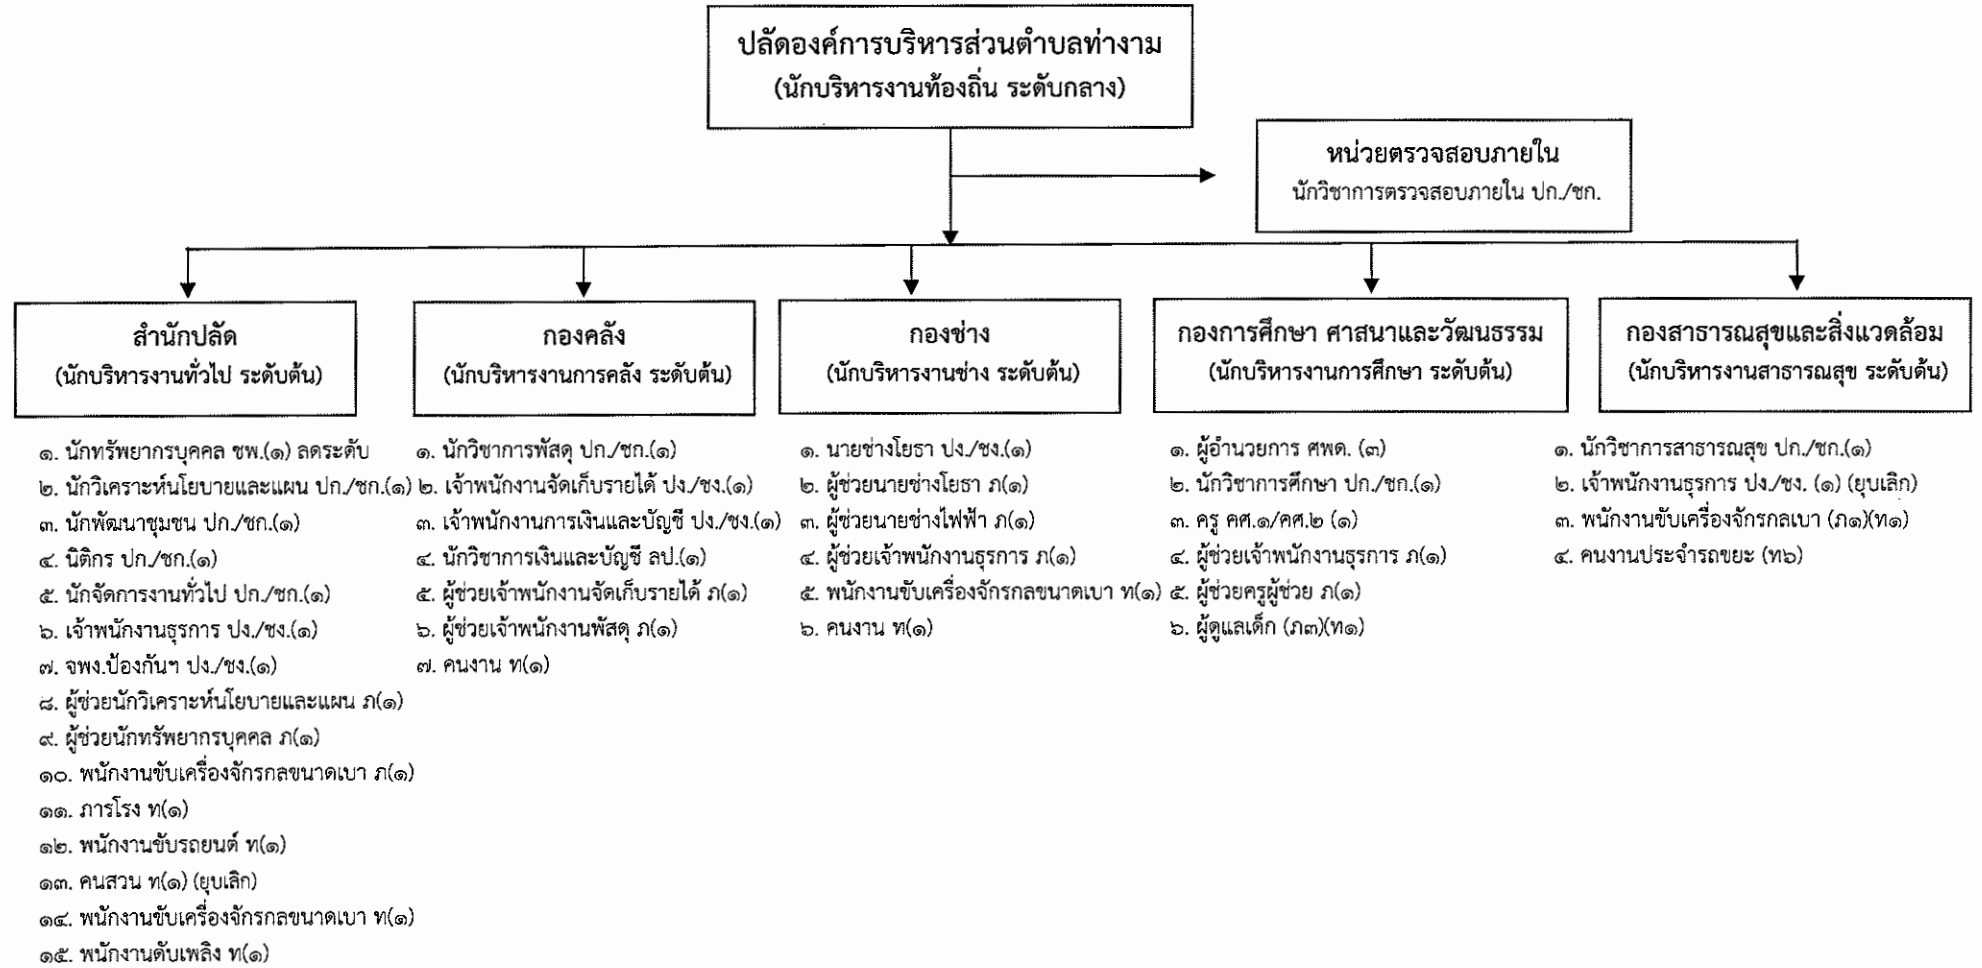 ปลัดองค์การบริหารส่วนตำบลท่างาม
(นักบริหารงานท้องถิ่น ระดับกลาง)
หน่วยตรวจสอบภายใน
นักวิชาการตรวจสอบภายใน ปก./ชก.
สำนักปลัด
(นักบริหารงานทั่วไป ระดับต้น)
๑. นักทรัพยากรบุคคล ชพ.(๑) ลดระดับ
๒. นักวิเคราะห์นโยบายและแผน ปก./ชก.(๑)
๓. นักพัฒนาชุมชน ปก./ชก.(๑)
๔. นิติกร ปก./ชก.(๑)
๕. นักจัดการงานทั่วไป ปก./ชก.(๑)
๖. เจ้าพนักงานธุรการ ปง./ชง.(๑)
๗. จพง.ป้องกันฯ ปง./ชง.(๑)
๘. ผู้ช่วยนักวิเคราะห์นโยบายและแผน ภ(๑)
๙. ผู้ช่วยนักทรัพยากรบุคคล ภ(๑)
๑๐. พนักงานขับเครื่องจักรกลขนาดเบา ภ(๑)
๑๑. ภารโรง ท(๑)
๑๒. พนักงานขับรถยนต์ ท(๑)
๑๓. คนสวน ท(๑) (ยุบเลิก)
๑๔. พนักงานขับเครื่องจักรกลขนาดเบา ท(๑)
๑๕. พนักงานดับเพลิง ท(๑)
กองคลัง
(นักบริหารงานการคลัง ระดับต้น)
๑. นักวิชาการพัสดุ ปก./ชก.(๑)
๒. เจ้าพนักงานจัดเก็บรายได้ ปง./ชง.(๑)
๓. เจ้าพนักงานการเงินและบัญชี ปง./ชง.(๑)
๔. นักวิชาการเงินและบัญชี ลป.(๑)
๕. ผู้ช่วยเจ้าพนักงานจัดเก็บรายได้ ภ(๑)
๖. ผู้ช่วยเจ้าพนักงานพัสดุ ภ(๑)
๗. คนงาน ท(๑)
กองช่าง
(นักบริหารงานช่าง ระดับต้น)
๑. นายช่างโยธา ปง./ชง.(๑)
๒. ผู้ช่วยนายช่างโยธา ภ(๑)
๓. ผู้ช่วยนายช่างไฟฟ้า ภ(๑)
๔. ผู้ช่วยเจ้าพนักงานธุรการ ภ(๑)
๕. พนักงานขับเครื่องจักรกลขนาดเบา ท(๑)
๖. คนงาน ท(๑)
กองการศึกษา ศาสนาและวัฒนธรรม
(นักบริหารงานการศึกษา ระดับต้น)
๑. ผู้อำนวยการ ศพด. (๓)
๒. นักวิชาการศึกษา ปก./ชก.(๑)
๓. ครู คศ.๑/คศ.๒ (๑)
๔. ผู้ช่วยเจ้าพนักงานธุรการ ภ(๑)
๕. ผู้ช่วยครูผู้ช่วย ภ(๑)
๖. ผู้ดูแลเด็ก (ภ๓)(ท๑)
กองสาธารณสุขและสิ่งแวดล้อม
(นักบริหารงานสาธารณสุข ระดับต้น)
๑. นักวิชาการสาธารณสุข ปก./ชก.(๑)
๒. เจ้าพนักงานธุรการ ปง./ชง. (๑) (ยุบเลิก)
๓. พนักงานขับเครื่องจักรกลเบา (ภ๑)(ท๑)
๔. คนงานประจำรถขยะ (ท๖)